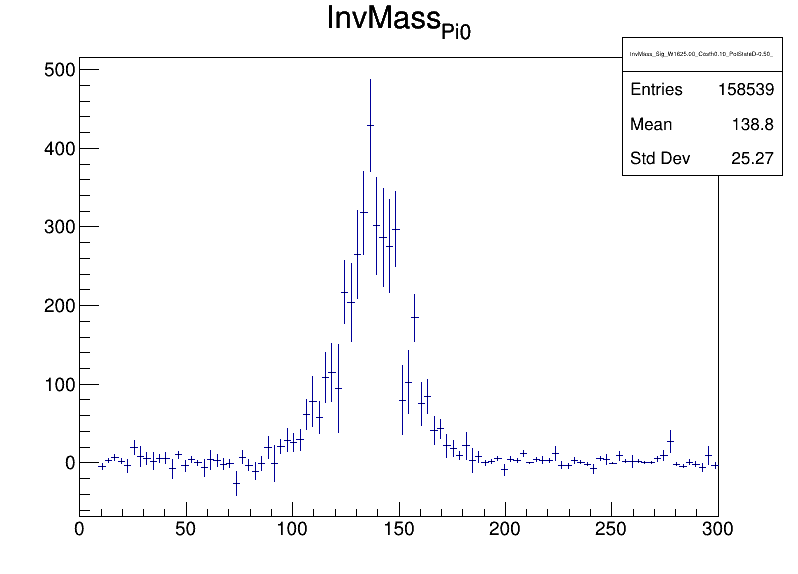 InvMass_Pi0
InvMass_Sig_W1625.00_Costh0.10_PolStateD-0.50_
Entries 158539
Mean 138.8
Std Dev 25.27
500
400
300
200
100
0
0 50 100 150 200 250 300